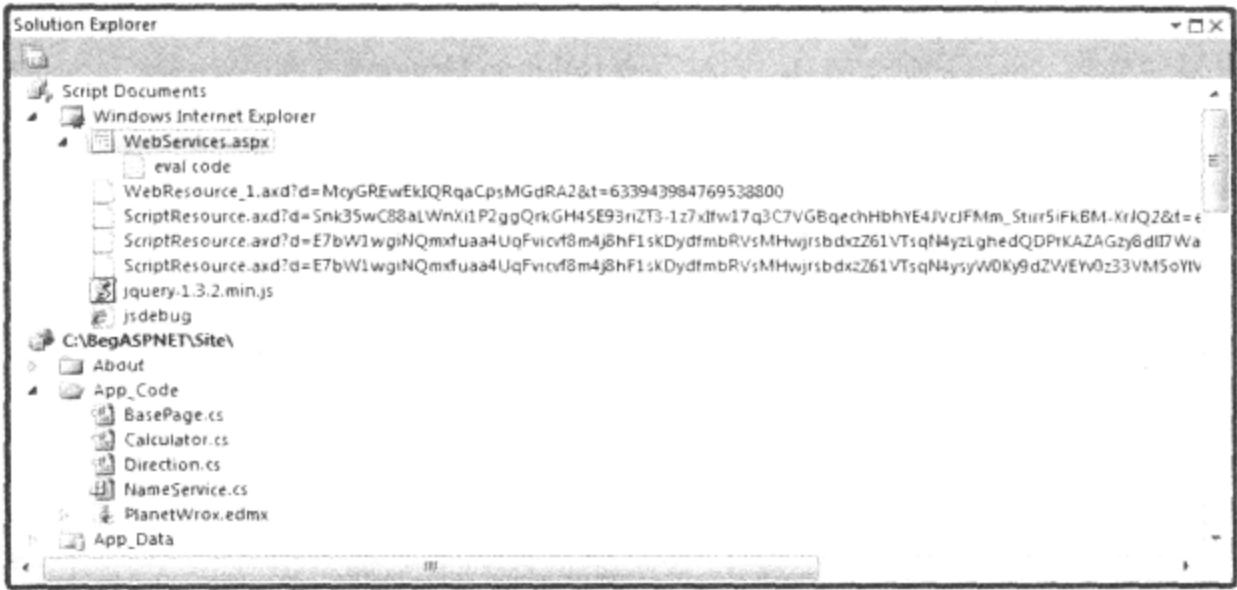 Solution Explorer
Script Documents
Windows Internet Explorer
WebServices.aspx
eval code
WebResource_1.axd?d=McyGREwEkIQRqaCpsMGdRA2&t=633943984769538800
jquery-1.3.2.min.js
jsdebug
C:\BegASPNET\Site\
About
App_Code
BasePage.cs
Calculator.cs
Direction.cs
NameService.cs
PlanetWrox.edmx
App_Data